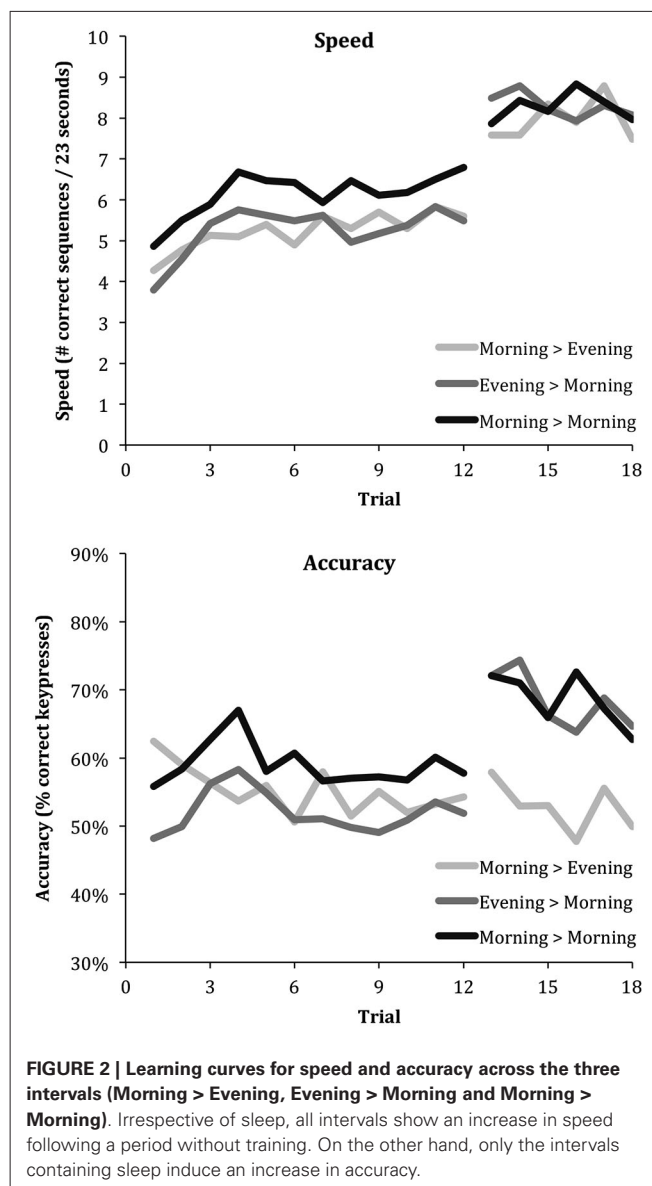 Speed
10
9
8
7
6
5
4
3
2
1
0
Speed (# correct sequences / 23 seconds)
Morning > Evening
Evening > Morning
Morning > Morning
0 3 6 9 12 15 18
Trial
Accuracy
90%
80%
70%
60%
50%
40%
30%
Accuracy (% correct keypresses)
Morning > Evening
Evening > Morning
Morning > Morning
0 3 6 9 12 15 18
Trial
FIGURE 2 | Learning curves for speed and accuracy across the three
intervals (Morning > Evening, Evening > Morning and Morning >
Morning). Irrespective of sleep, all intervals show an increase in speed
following a period without training. On the other hand, only the intervals
containing sleep induce an increase in accuracy.